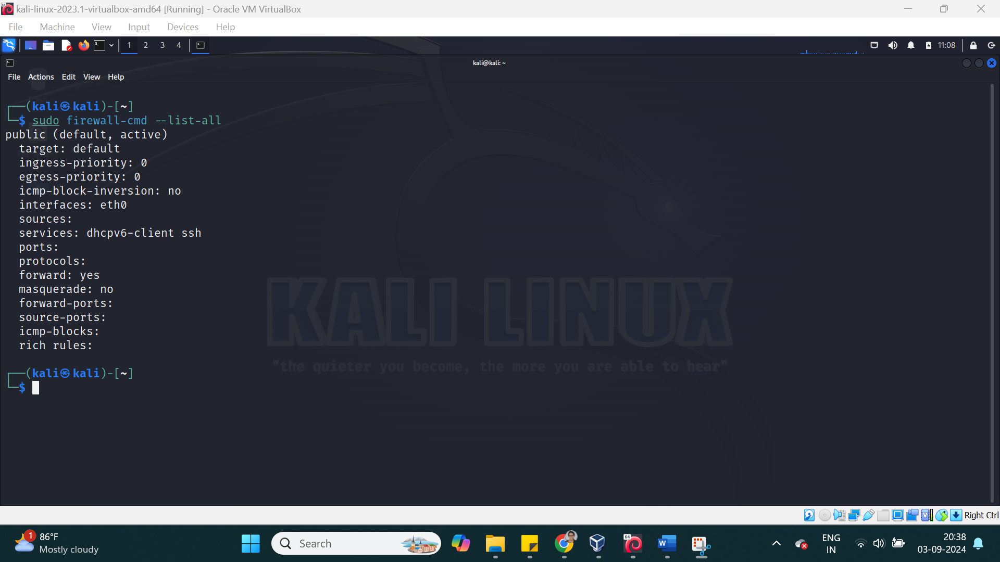 kali-linux-2023.1-virtualbox-amd64 [Running] - Oracle VM VirtualBox
File Machine View Input Devices Help
1 2 3 4 11:08
kali@kali: ~
File Actions Edit View Help
┌──(kali㉿kali)-[~]
└─$ sudo firewall-cmd --list-all
public (default, active)
target: default
ingress-priority: 0
egress-priority: 0
icmp-block-inversion: no
interfaces: eth0
sources:
services: dhcpv6-client ssh
ports:
protocols:
forward: yes
masquerade: no
forward-ports:
source-ports:
icmp-blocks:
rich rules:
KALI LINUX
"the quieter you become, the more you are able to hear"
┌──(kali㉿kali)-[~]
└─$
Right Ctrl
1 86°F
Mostly cloudy
Search
64
ENG
IN
20:38
03-09-2024